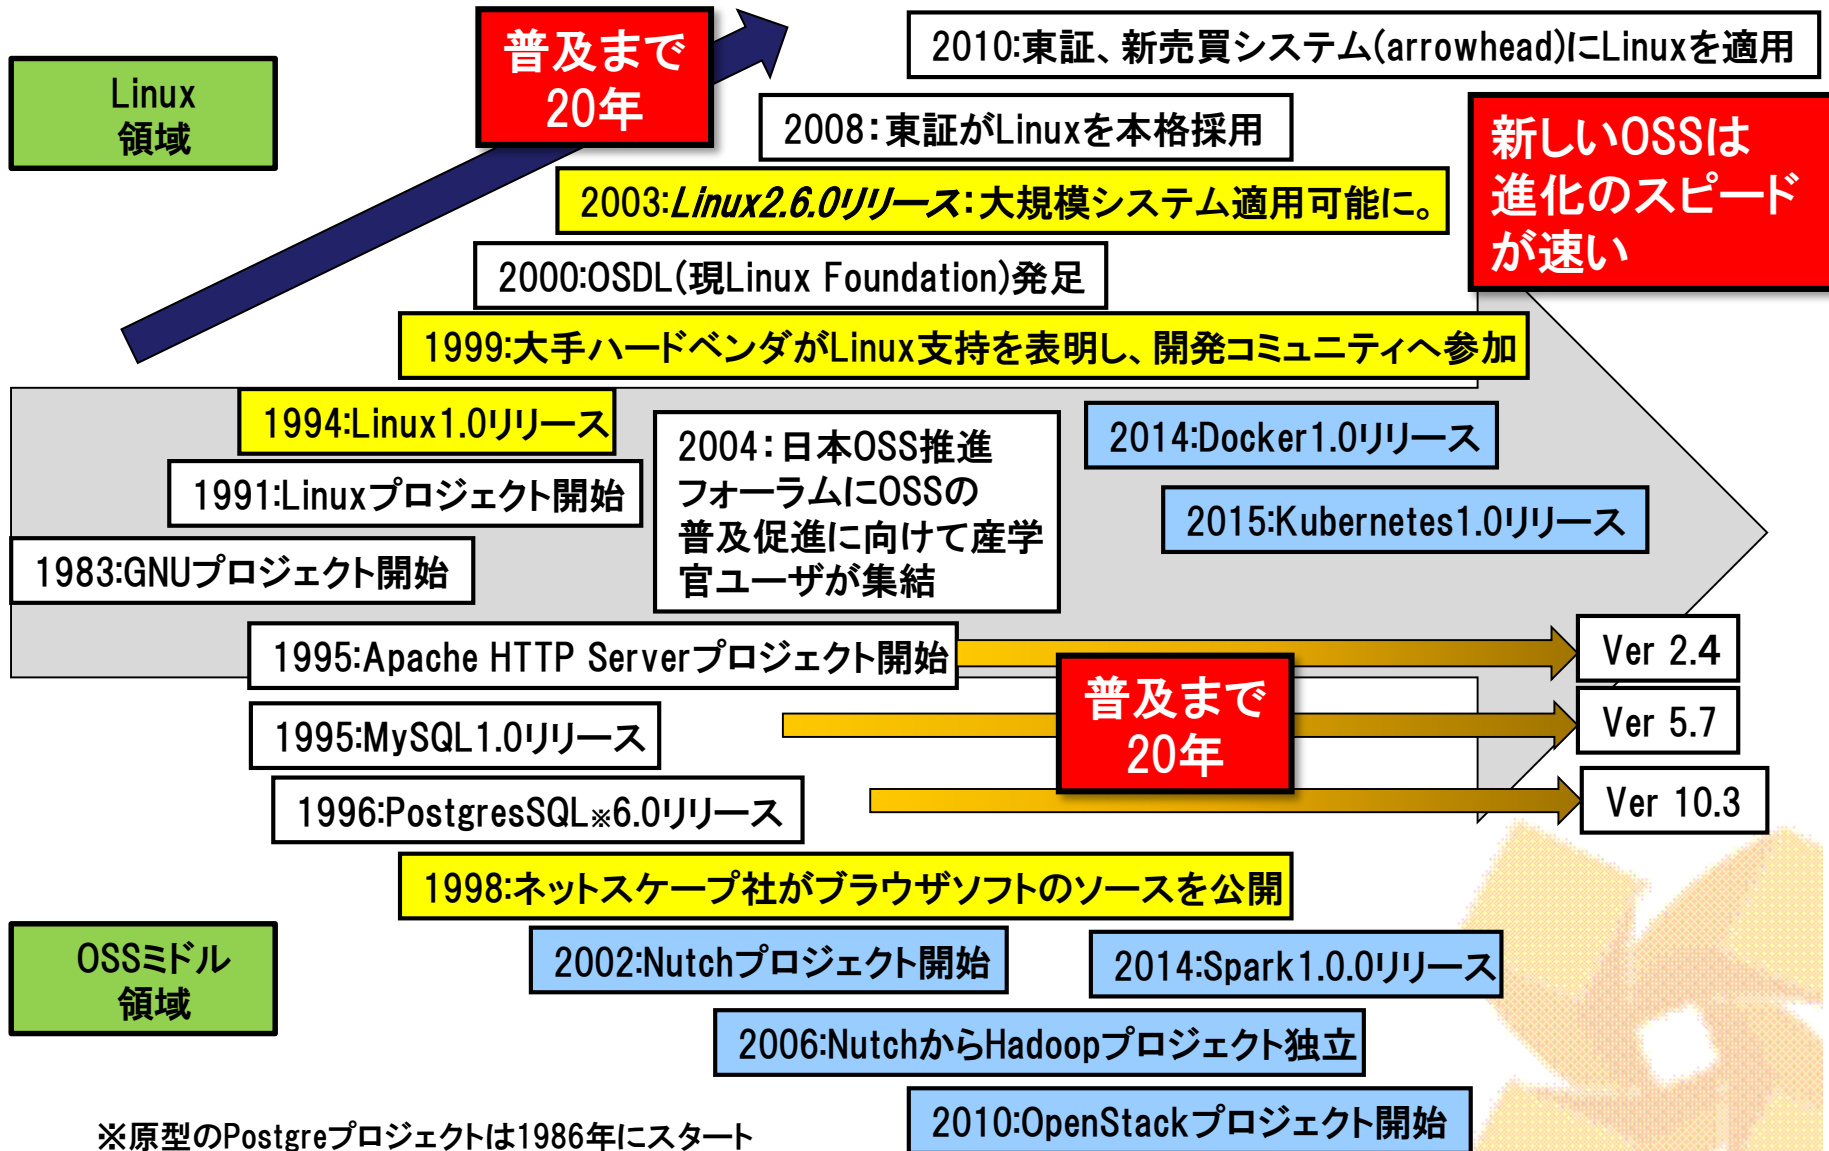 普及まで
20年
2010:東証、新売買システム(arrowhead)にLinuxを適用
Linux
領域
2008：東証がLinuxを本格採用
新しいOSSは
進化のスピード
が速い
2003:Linux2.6.0リリース：大規模システム適用可能に。
2000:OSDL(現Linux Foundation)発足
1999:大手ハードベンダがLinux支持を表明し、開発コミュニティへ参加
1994:Linux1.0リリース
2004：日本OSS推進
フォーラムにOSSの
普及促進に向けて産学
官ユーザが集結
2014:Docker1.0リリース
1991:Linuxプロジェクト開始
2015:Kubernetes1.0リリース
1983:GNUプロジェクト開始
1995:Apache HTTP Serverプロジェクト開始
Ver 2.4
普及まで
20年
1995:MySQL1.0リリース
Ver 5.7
1996:PostgresSQL※6.0リリース
Ver 10.3
1998:ネットスケープ社がブラウザソフトのソースを公開
OSSミドル
領域
2002:Nutchプロジェクト開始
2014:Spark1.0.0リリース
2006:NutchからHadoopプロジェクト独立
2010:OpenStackプロジェクト開始
※原型のPostgreプロジェクトは1986年にスタート